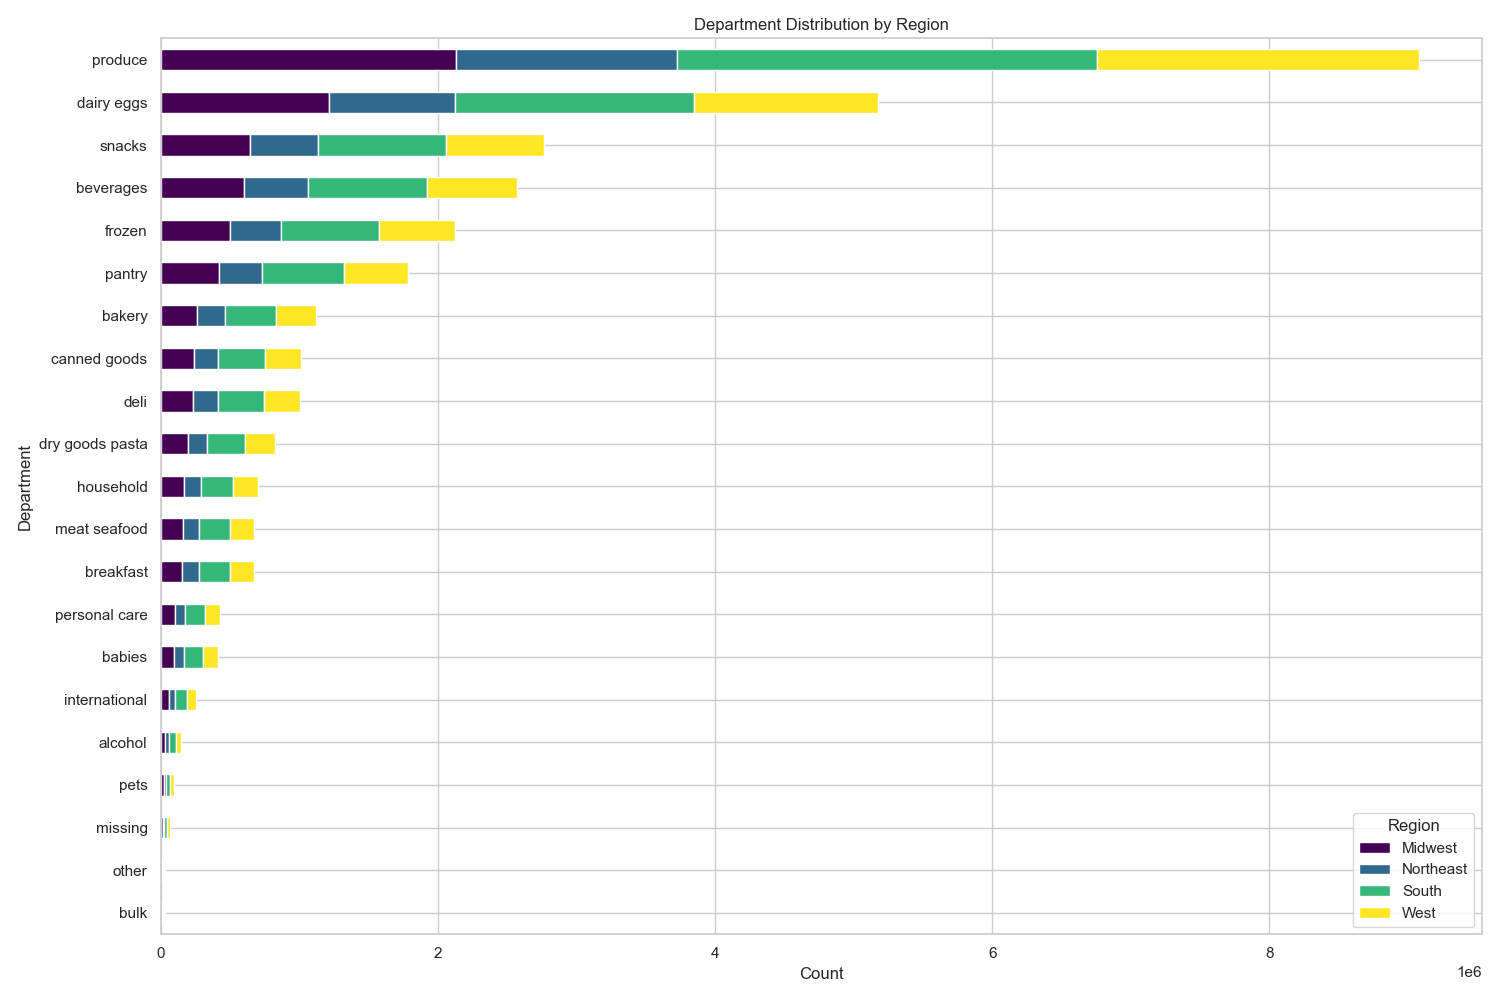 Department Distribution by Region
produce
dairy eggs
snacks
beverages
frozen
pantry
bakery
canned goods
deli
dry goods pasta
household
meat seafood
breakfast
personal care
babies
international
alcohol
pets
missing
other
bulk
Department
0
2
4
6
8
1e6
Count
Region
Midwest
Northeast
South
West